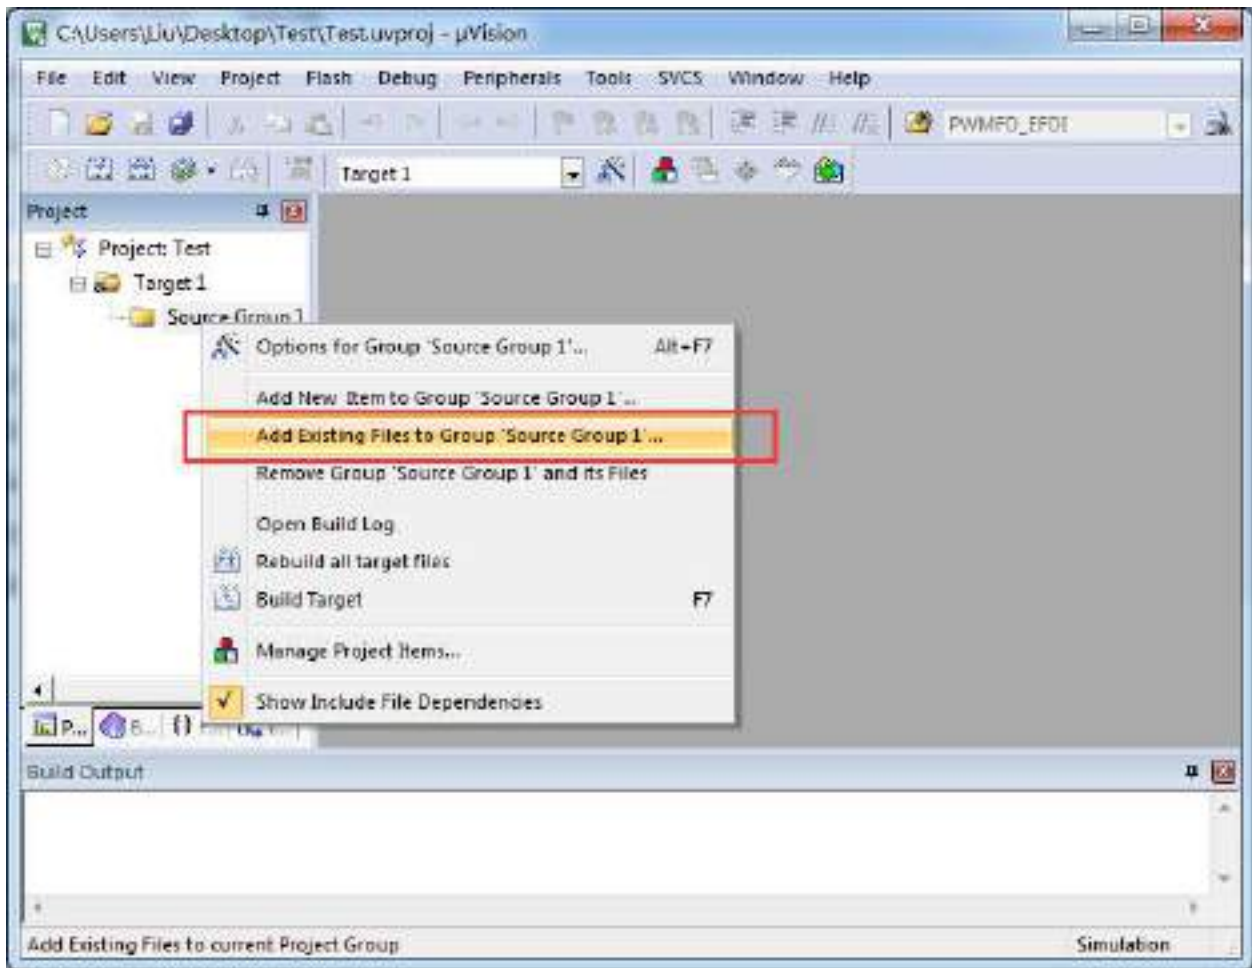 C:\Users\Liu\Desktop\Test\Test.uvproj - µVision
File Edit View Project Flash Debug Peripherals Tools SVCS Window Help
PWMFD_EFDI
Target 1
Project
Project: Test
Target 1
Source Group 1
Options for Group 'Source Group 1'... Alt+F7
Add New Item to Group 'Source Group 1'...
Add Existing Files to Group 'Source Group 1'...
Remove Group 'Source Group 1' and its Files
Open Build Log
Rebuild all target files
Build Target F7
Manage Project Items...
Show Include File Dependencies
P... B... {}
Build Output
Add Existing Files to current Project Group Simulation